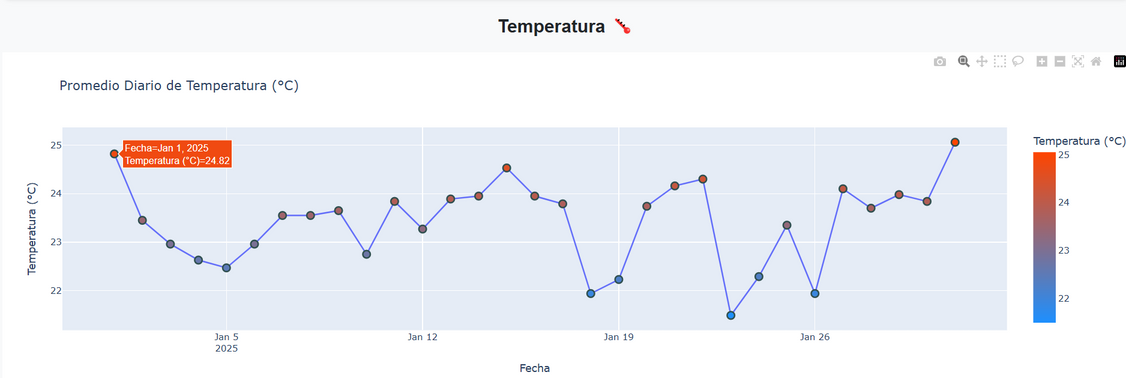 Temperatura
Promedio Diario de Temperatura (°C)
Fecha=Jan 1, 2025
Temperatura (°C)=24.82
Temperatura (°C)
25
24
23
22
Temperatura (°C)
25
24
23
22
Jan 5
2025
Jan 12
Jan 19
Jan 26
Fecha